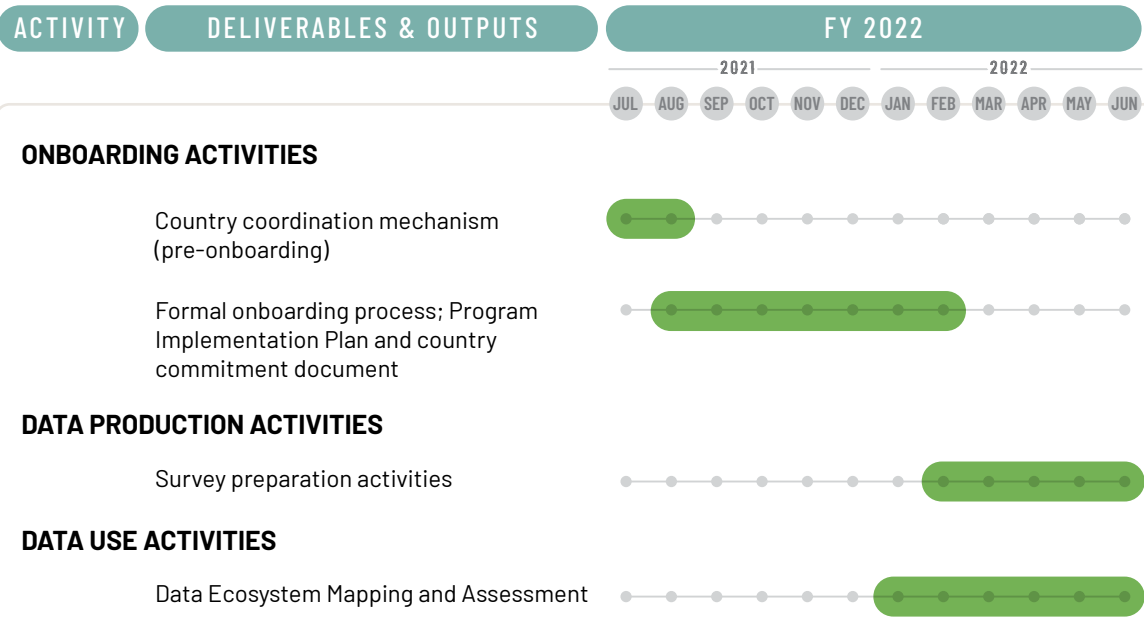 ACTIVITY DELIVERABLES & OUTPUTS FY 2022
2021 2022
JUL AUG SEP OCT NOV DEC JAN FEB MAR APR MAY JUN
ONBOARDING ACTIVITIES
Country coordination mechanism
(pre-onboarding)
Formal onboarding process; Program
Implementation Plan and country
commitment document
DATA PRODUCTION ACTIVITIES
Survey preparation activities
DATA USE ACTIVITIES
Data Ecosystem Mapping and Assessment